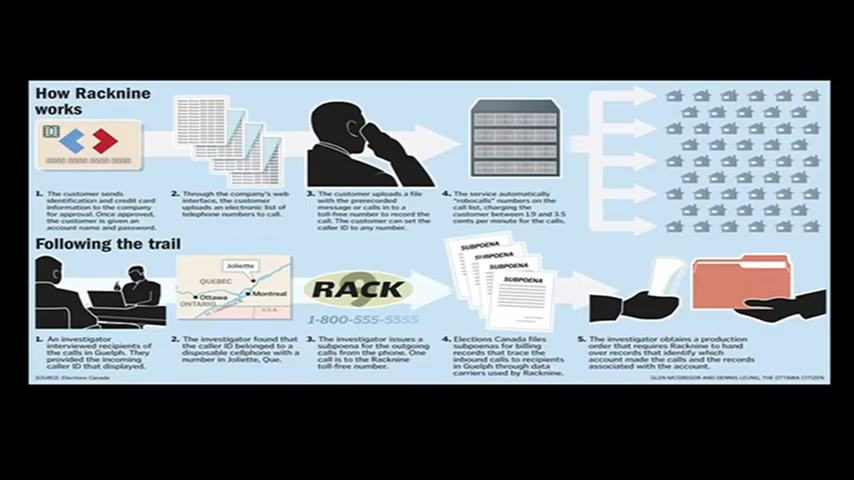 How Racknine
works
1. The customer sends
identification and credit card
information to the company
for approval. Once approved,
the customer is given an
account name and password.
2. Through the company's web
interface, the customer
uploads an electronic list of
telephone numbers to call.
3. The customer uploads a file
with the prerecorded
message or calls in to a
toll-free number to record the
call. The customer can set the
caller ID to any number.
4. The service automatically
"robocalls" numbers on the
call list, charging the
customer between 1.9 and 3.5
cents per minute for the calls.
Following the trail
Joliette
QUEBEC
Ottawa
Montreal
ONTARIO
U.S.A.
RACK
9
1-800-555-5555
SUBPOENA
SUBPOENA
SUBPOENA
SUBPOENA
1. An investigator
interviewed recipients of
the calls in Guelph. They
provided the incoming
caller ID that displayed.
2. The investigator found that
the caller ID belonged to a
disposable cellphone with a
number in Joliette, Que.
3. The investigator issues a
subpoena for the outgoing
calls from the phone. One
call is to the Racknine
toll-free number.
4. Elections Canada files
subpoenas for billing
records that trace the
inbound calls to recipients
in Guelph through data
carriers used by Racknine.
5. The investigator obtains a production
order that requires Racknine to hand
over records that identify which
account made the calls and the records
associated with the account.
SOURCE: Elections Canada
GLEN MCGREGOR AND DENNIS LEUNG, THE OTTAWA CITIZEN